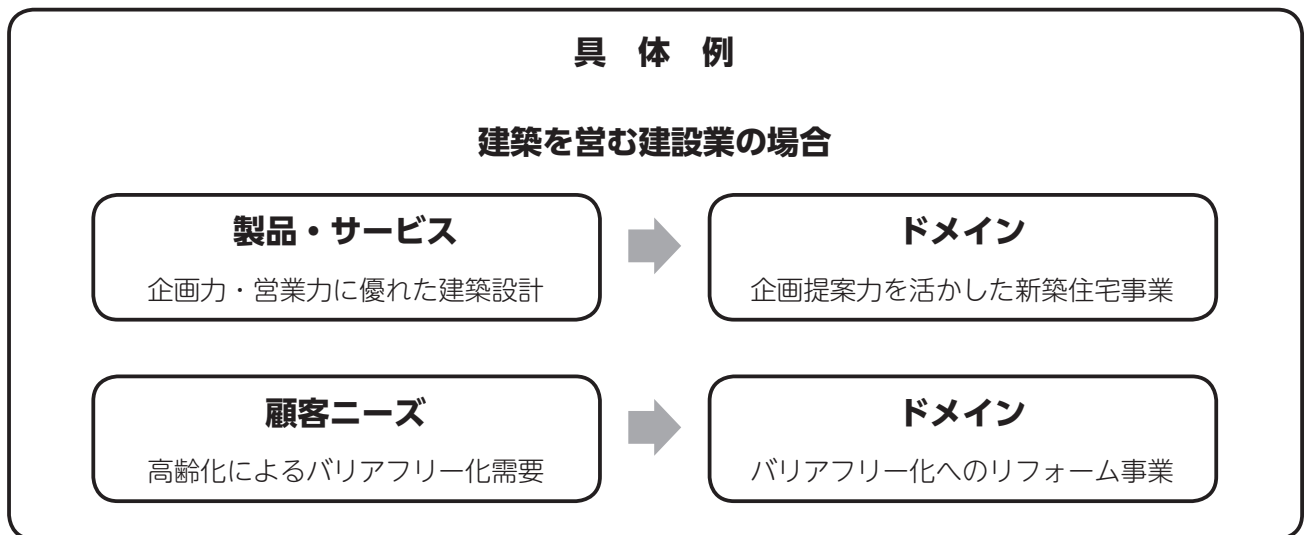 具 体 例
建築を営む建設業の場合
製品・サービス
企画力・営業力に優れた建築設計
ドメイン
企画提案力を活かした新築住宅事業
顧客ニーズ
高齢化によるバリアフリー化需要
ドメイン
バリアフリー化へのリフォーム事業